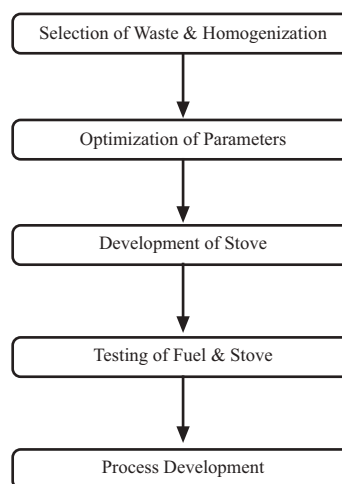 Selection of Waste & Homogenization
Optimization of Parameters
Development of Stove
Testing of Fuel & Stove
Process Development